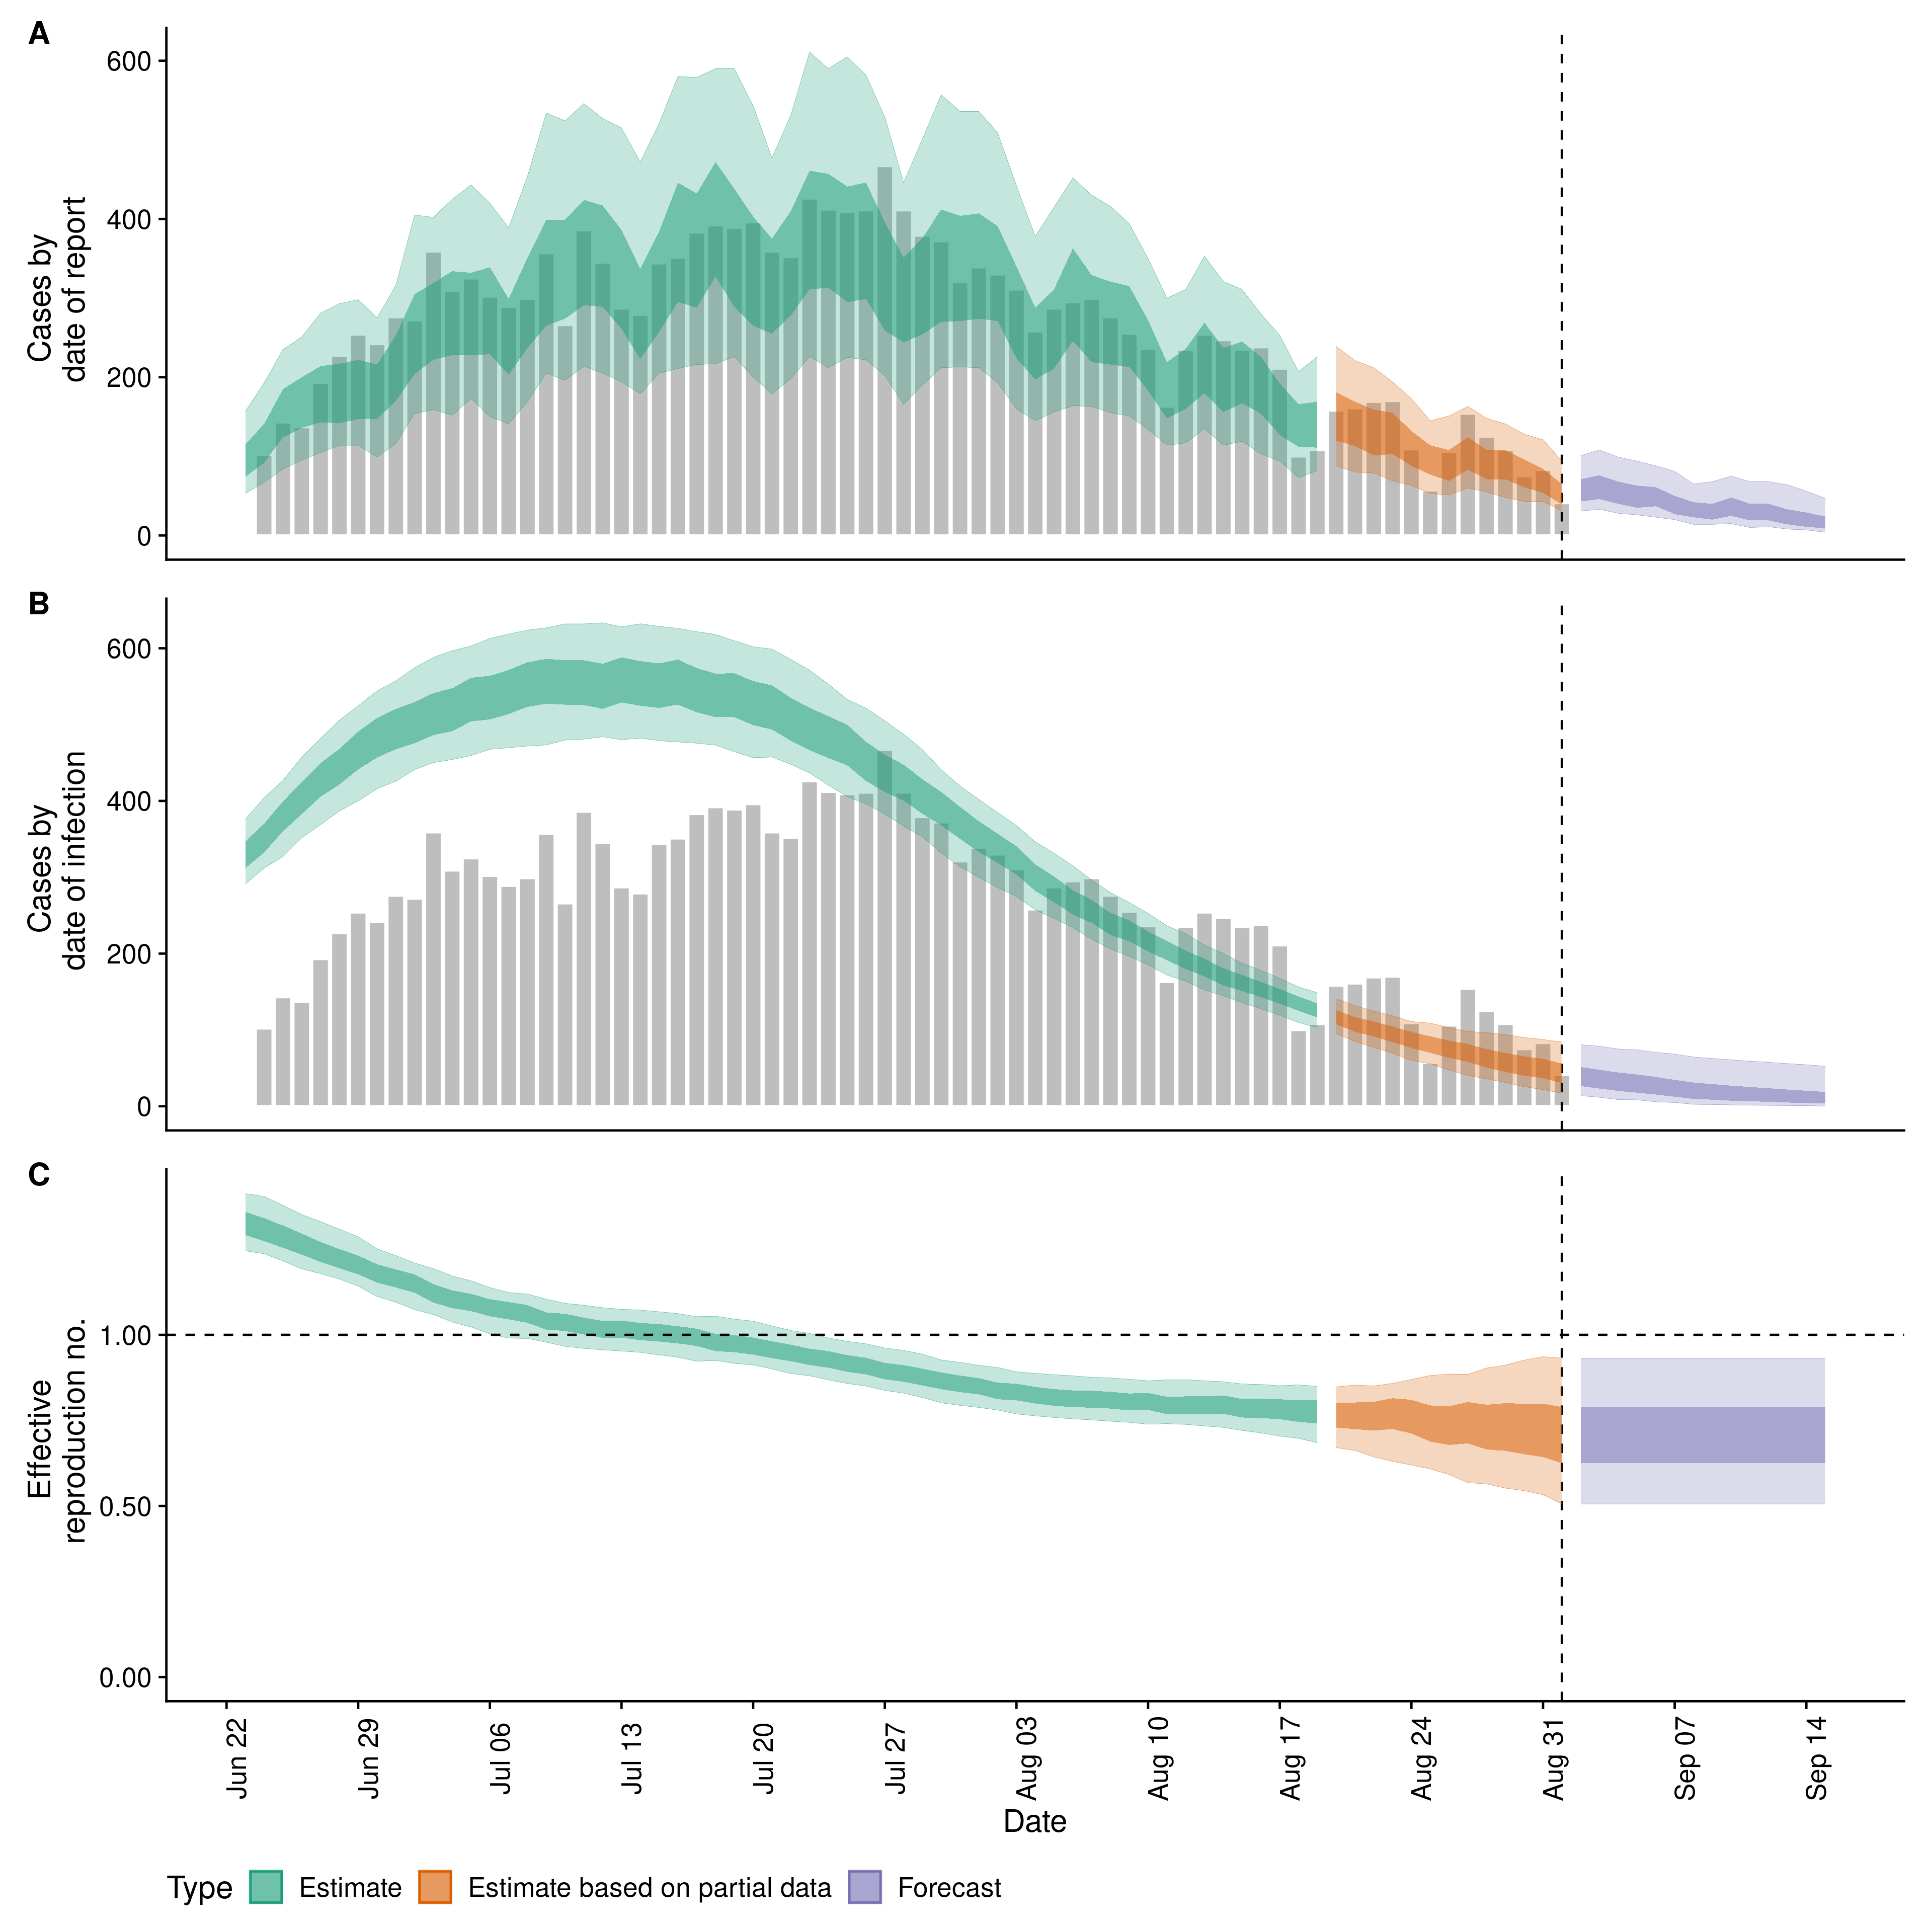 A
Cases by
date of report
600
400
200
0
B
Cases by
date of infection
600
400
200
0
C
Effective
reproduction no.
1.00
0.50
0.00
Jun 22
Jun 29
Jul 06
Jul 13
Jul 20
Jul 27
Aug 03
Aug 10
Aug 17
Aug 24
Aug 31
Sep 07
Sep 14
Date
Type Estimate Estimate based on partial data Forecast